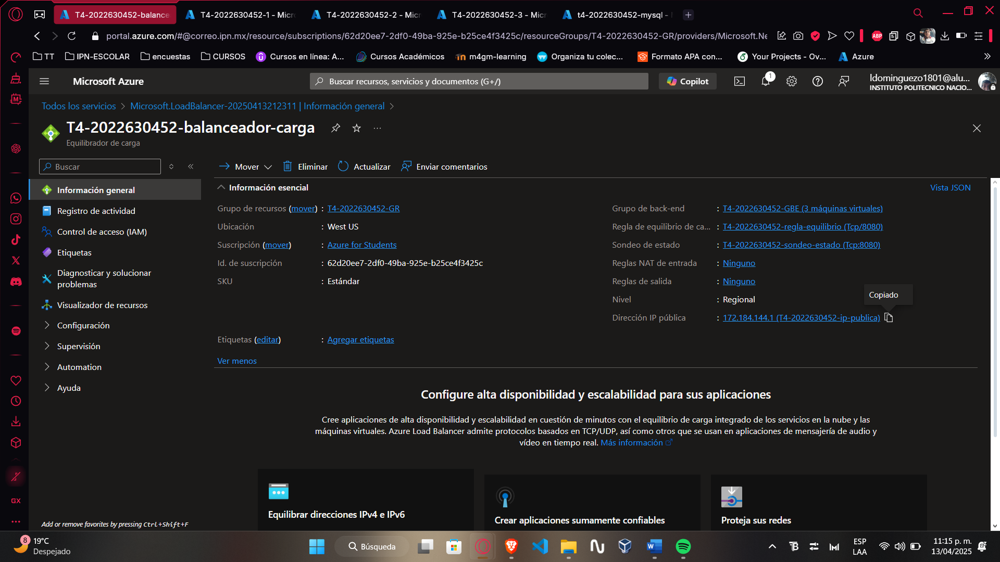 T4-2022630452-balance
T4-2022630452-1 - Micro
T4-2022630452-2 - Micr
T4-2022630452-3 - Micr
t4-2022630452-mysql -
portal.azure.com/#@correo.ipn.mx/resource/subscriptions/62d20ee7-2df0-49ba-925e-b25ce4f3425c/resourceGroups/T4-2022630452-GR/providers/Microsoft.Ne
ABP
TT
IPN-ESCOLAR
encuestas
CURSOS
Cursos en línea: A...
Cursos Académicos
m4gm-learning
Organiza tu colec...
Formato APA con...
Your Projects - Ov...
Azure
Microsoft Azure
Buscar recursos, servicios y documentos (G+/)
Copilot
1
ldominguezo1801@alu...
INSTITUTO POLITECNICO NACIO...
Todos los servicios > Microsoft.LoadBalancer-20250413212311 | Información general >
T4-2022630452-balanceador-carga
Equilibrador de carga
Buscar
Mover
Eliminar
Actualizar
Enviar comentarios
Información general
Registro de actividad
Control de acceso (IAM)
Etiquetas
Diagnosticar y solucionar
problemas
Visualizador de recursos
Configuración
Supervisión
Automation
Ayuda
Add or remove favorites by pressing Ctrl+Shift+F
Información esencial
Vista JSON
Grupo de recursos (mover) : T4-2022630452-GR
Ubicación : West US
Suscripción (mover) : Azure for Students
Id. de suscripción : 62d20ee7-2df0-49ba-925e-b25ce4f3425c
SKU : Estándar
Grupo de back-end : T4-2022630452-GBE (3 máquinas virtuales)
Regla de equilibrio de ca... : T4-2022630452-regla-equilibrio (Tcp/8080)
Sondeo de estado : T4-2022630452-sondeo-estado (Tcp:8080)
Reglas NAT de entrada : Ninguno
Reglas de salida : Ninguno
Nivel : Regional
Copiado
Dirección IP pública : 172.184.144.1 (T4-2022630452-ip-publica)
Etiquetas (editar) : Agregar etiquetas
Ver menos
Configure alta disponibilidad y escalabilidad para sus aplicaciones
Cree aplicaciones de alta disponibilidad y escalabilidad en cuestión de minutos con el equilibrio de carga integrado de los servicios en la nube y las
máquinas virtuales. Azure Load Balancer admite protocolos basados en TCP/UDP, así como otros que se usan en aplicaciones de mensajería de audio y
vídeo en tiempo real. Más información
Equilibrar direcciones IPv4 e IPv6
Crear aplicaciones sumamente confiables
Proteja sus redes
GX
8
19°C
Despejado
Búsqueda
ESP
LAA
11:15 p. m.
13/04/2025